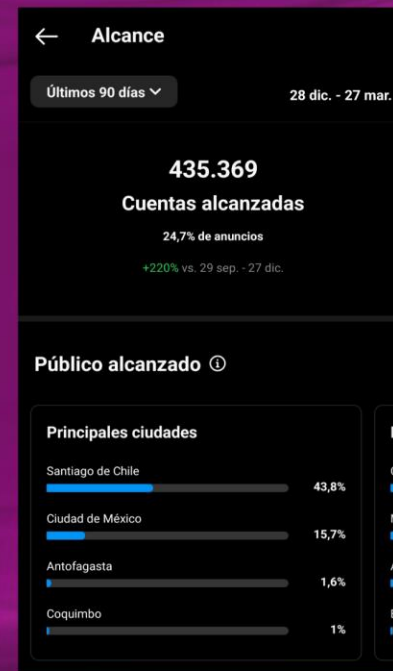 Alcance
Últimos 90 días
28 dic. - 27 mar.
435.369
Cuentas alcanzadas
24,7% de anuncios
+220% vs. 29 sep. - 27 dic.
Público alcanzado
Principales ciudades
Santiago de Chile
43,8%
Ciudad de México
15,7%
Antofagasta
1,6%
Coquimbo
1%